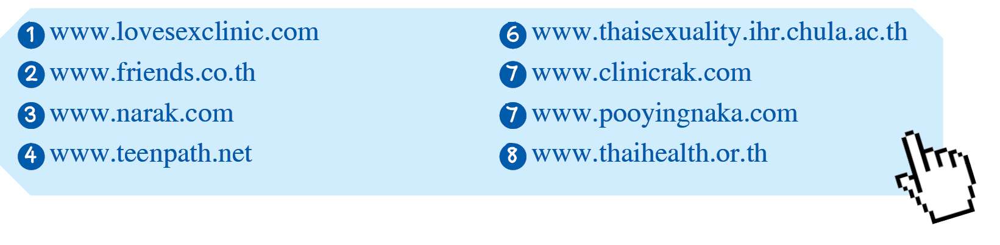 1 www.lovesexclinic.com
2 www.friends.co.th
3 www.narak.com
4 www.teenpath.net
6 www.thaisexuality.ihr.chula.ac.th
7 www.clinicrak.com
7 www.pooyingnaka.com
8 www.thaihealth.or.th